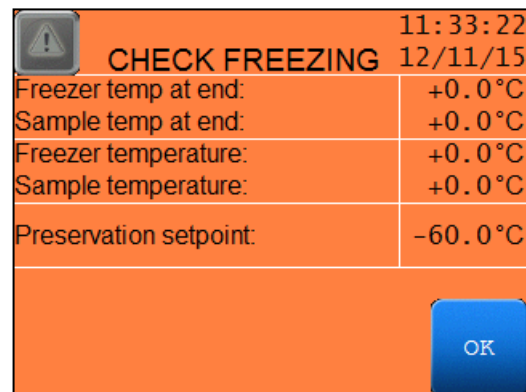 11:33:22
CHECK FREEZING 12/11/15
Freezer temp at end: +0.0°C
Sample temp at end: +0.0°C
Freezer temperature: +0.0°C
Sample temperature: +0.0°C
Preservation setpoint: -60.0°C
OK